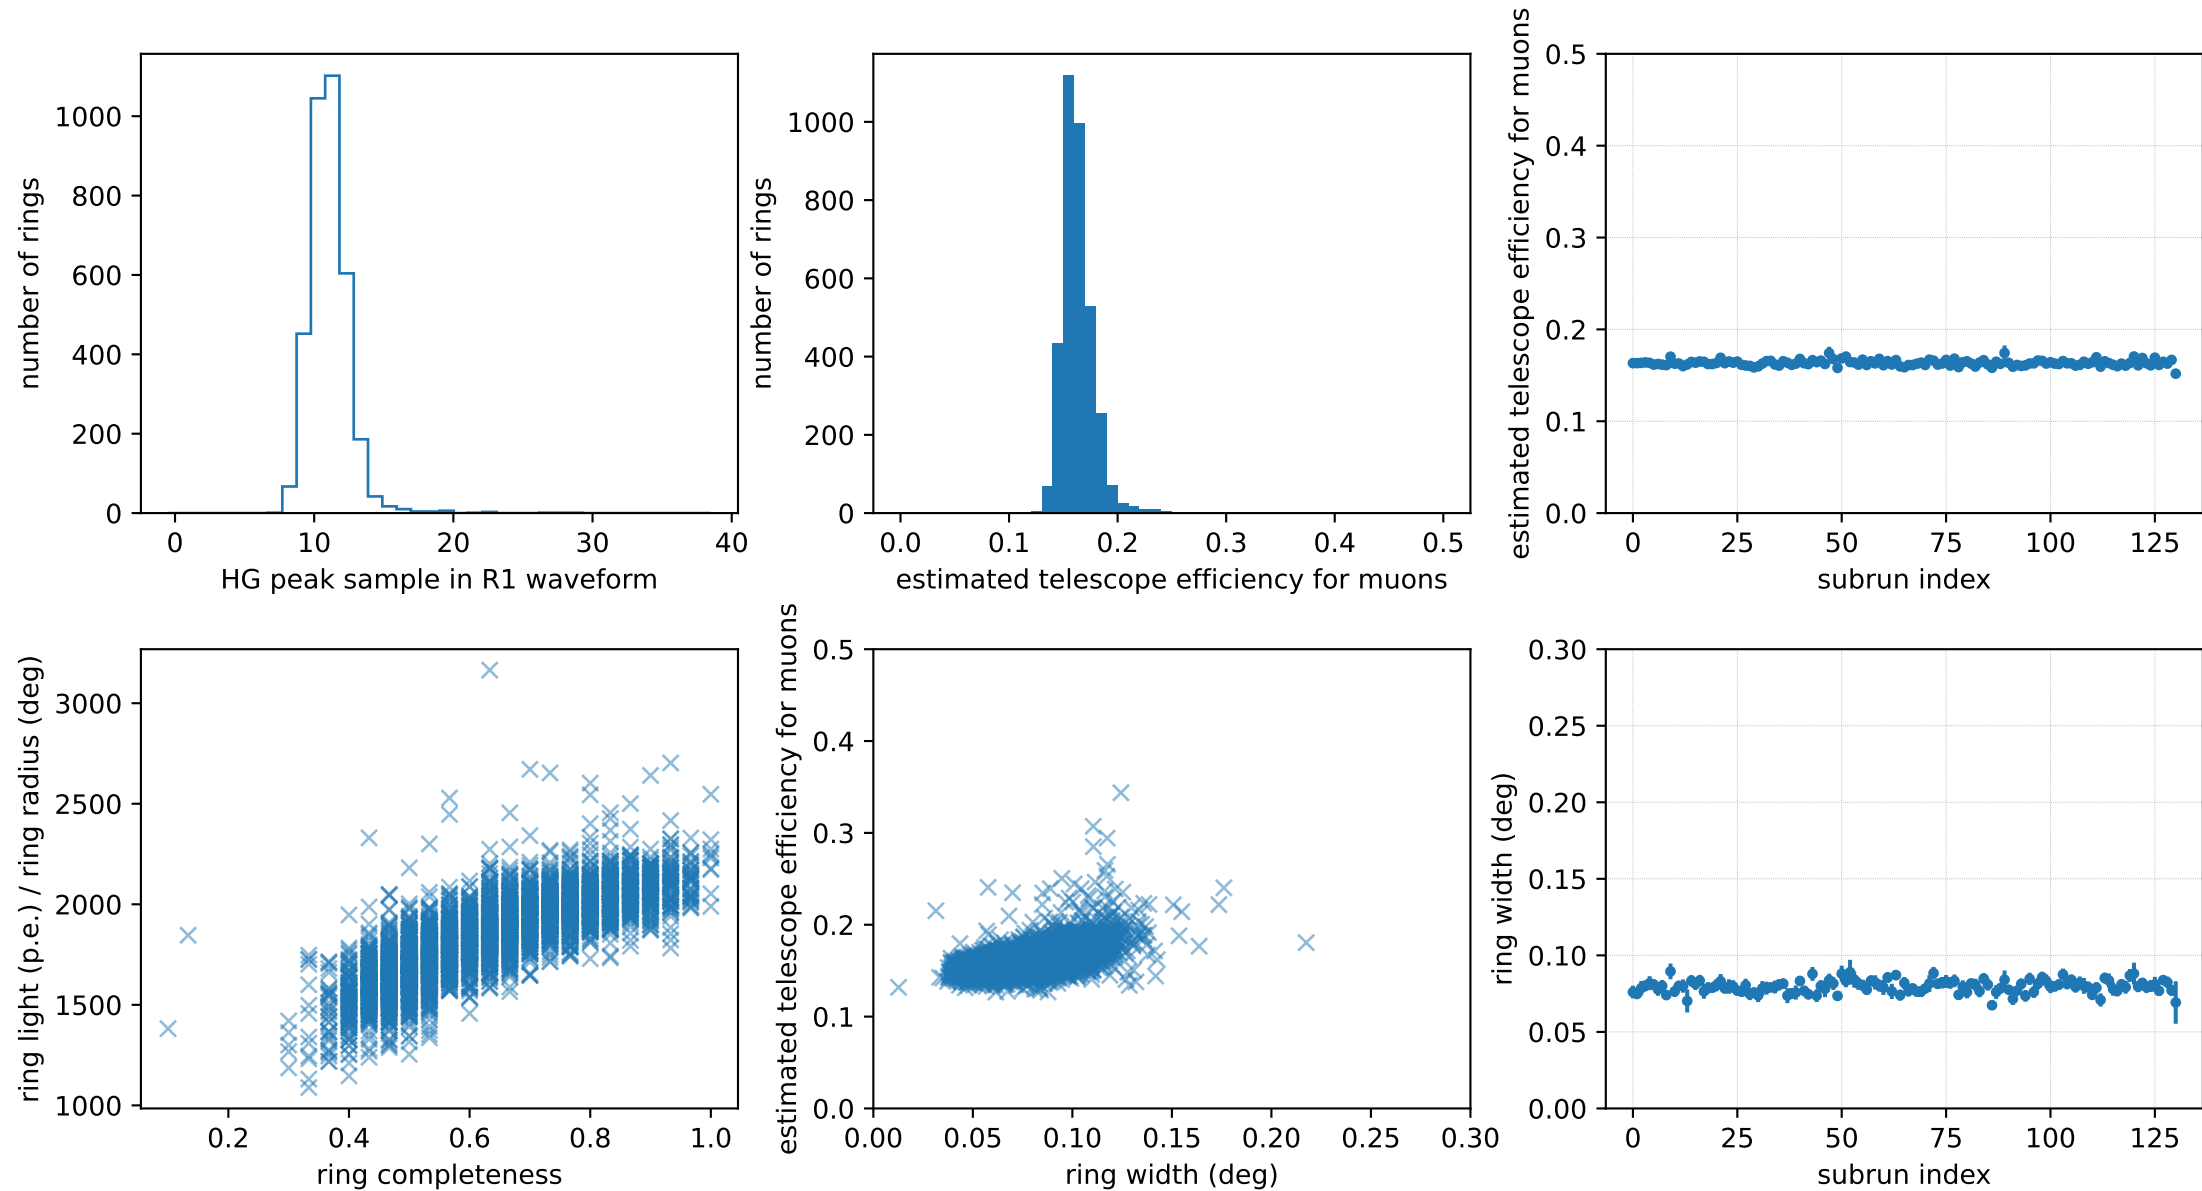 number of rings
1000
800
600
400
200
0
0 10 20 30 40
HG peak sample in R1 waveform
number of rings
1000
800
600
400
200
0
0.0 0.1 0.2 0.3 0.4 0.5
estimated telescope efficiency for muons
estimated telescope efficiency for muons
0.5
0.4
0.3
0.2
0.1
0.0
0 25 50 75 100 125
subrun index
ring light (p.e.) / ring radius (deg)
3000
2500
2000
1500
1000
0.2 0.4 0.6 0.8 1.0
ring completeness
estimated telescope efficiency for muons
0.5
0.4
0.3
0.2
0.1
0.0
0.00 0.05 0.10 0.15 0.20 0.25 0.30
ring width (deg)
ring width (deg)
0.30
0.25
0.20
0.15
0.10
0.05
0.00
0 25 50 75 100 125
subrun index